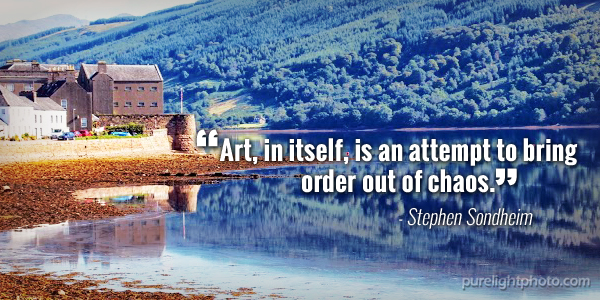 “Art, in itself, is an attempt to bring
order out of chaos.”
- Stephen Sondheim
purelightphoto.com